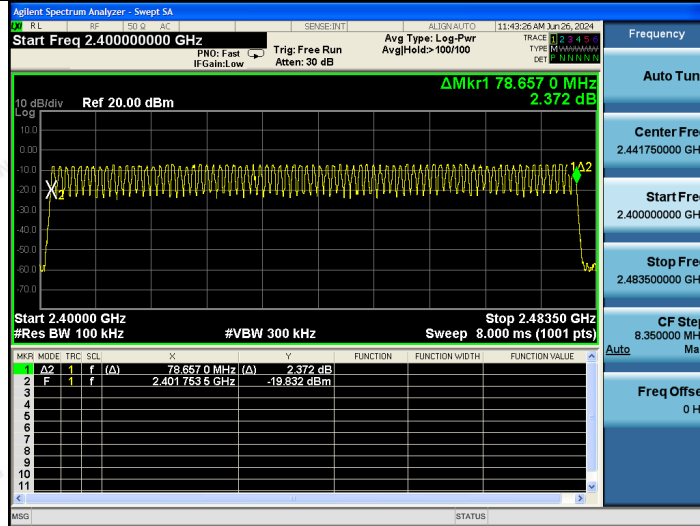 Agilent Spectrum Analyzer - Swept SA
LXI RL RF 50 Ω AC SENSE:INT ALIGN AUTO 11:43:26 AM Jun 26, 2024
Start Freq 2.400000000 GHz
PNO: Fast
IFGain:Low
Trig: Free Run
Atten: 30 dB
Avg Type: Log-Pwr
Avg|Hold:>100/100
TRACE 1 2 3 4 5 6
TYPE M
DET P N N N N N
ΔMkr1 78.657 0 MHz
2.372 dB
10 dB/div Ref 20.00 dBm
Log
10.0
0.00
-10.0
-20.0
-30.0
-40.0
-50.0
-60.0
-70.0
2
1Δ2
Start 2.40000 GHz Stop 2.48350 GHz
#Res BW 100 kHz #VBW 300 kHz Sweep 8.000 ms (1001 pts)
MKR MODE TRC SCL X Y FUNCTION FUNCTION WIDTH FUNCTION VALUE
1 Δ2 1 f (Δ) 78.657 0 MHz (Δ) 2.372 dB
2 F 1 f 2.401 753 5 GHz -19.832 dBm
3
4
5
6
7
8
9
10
11
MSG STATUS
Frequency
Auto Tun
Center Fre
2.441750000 GH
Start Fre
2.400000000 GH
Stop Fre
2.483500000 GH
CF Ste
8.350000 MH
Auto Ma
Freq Offse
0 H